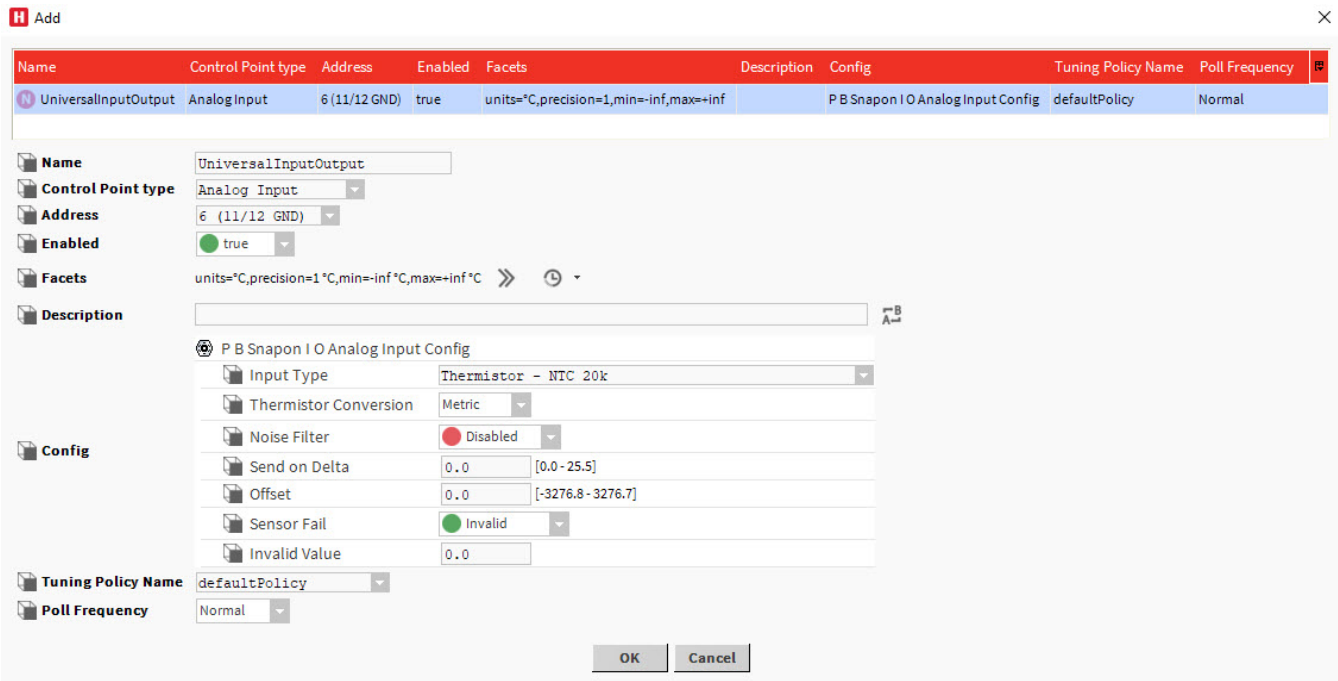 H Add
Name Control Point type Address Enabled Facets Description Config Tuning Policy Name Poll Frequency
N UniversalInputOutput Analog Input 6 (11/12 GND) true units=°C,precision=1,min=-inf,max=+inf P B Snapon I O Analog Input Config defaultPolicy Normal
Name UniversalInputOutput
Control Point type Analog Input
Address 6 (11/12 GND)
Enabled true
Facets units=°C,precision=1 °C,min=-inf °C,max=+inf °C
Description
P B Snapon I O Analog Input Config
Input Type Thermistor - NTC 20k
Thermistor Conversion Metric
Noise Filter Disabled
Config
Send on Delta 0.0 [0.0 - 25.5]
Offset 0.0 [-3276.8 - 3276.7]
Sensor Fail Invalid
Invalid Value 0.0
Tuning Policy Name defaultPolicy
Poll Frequency Normal
OK Cancel